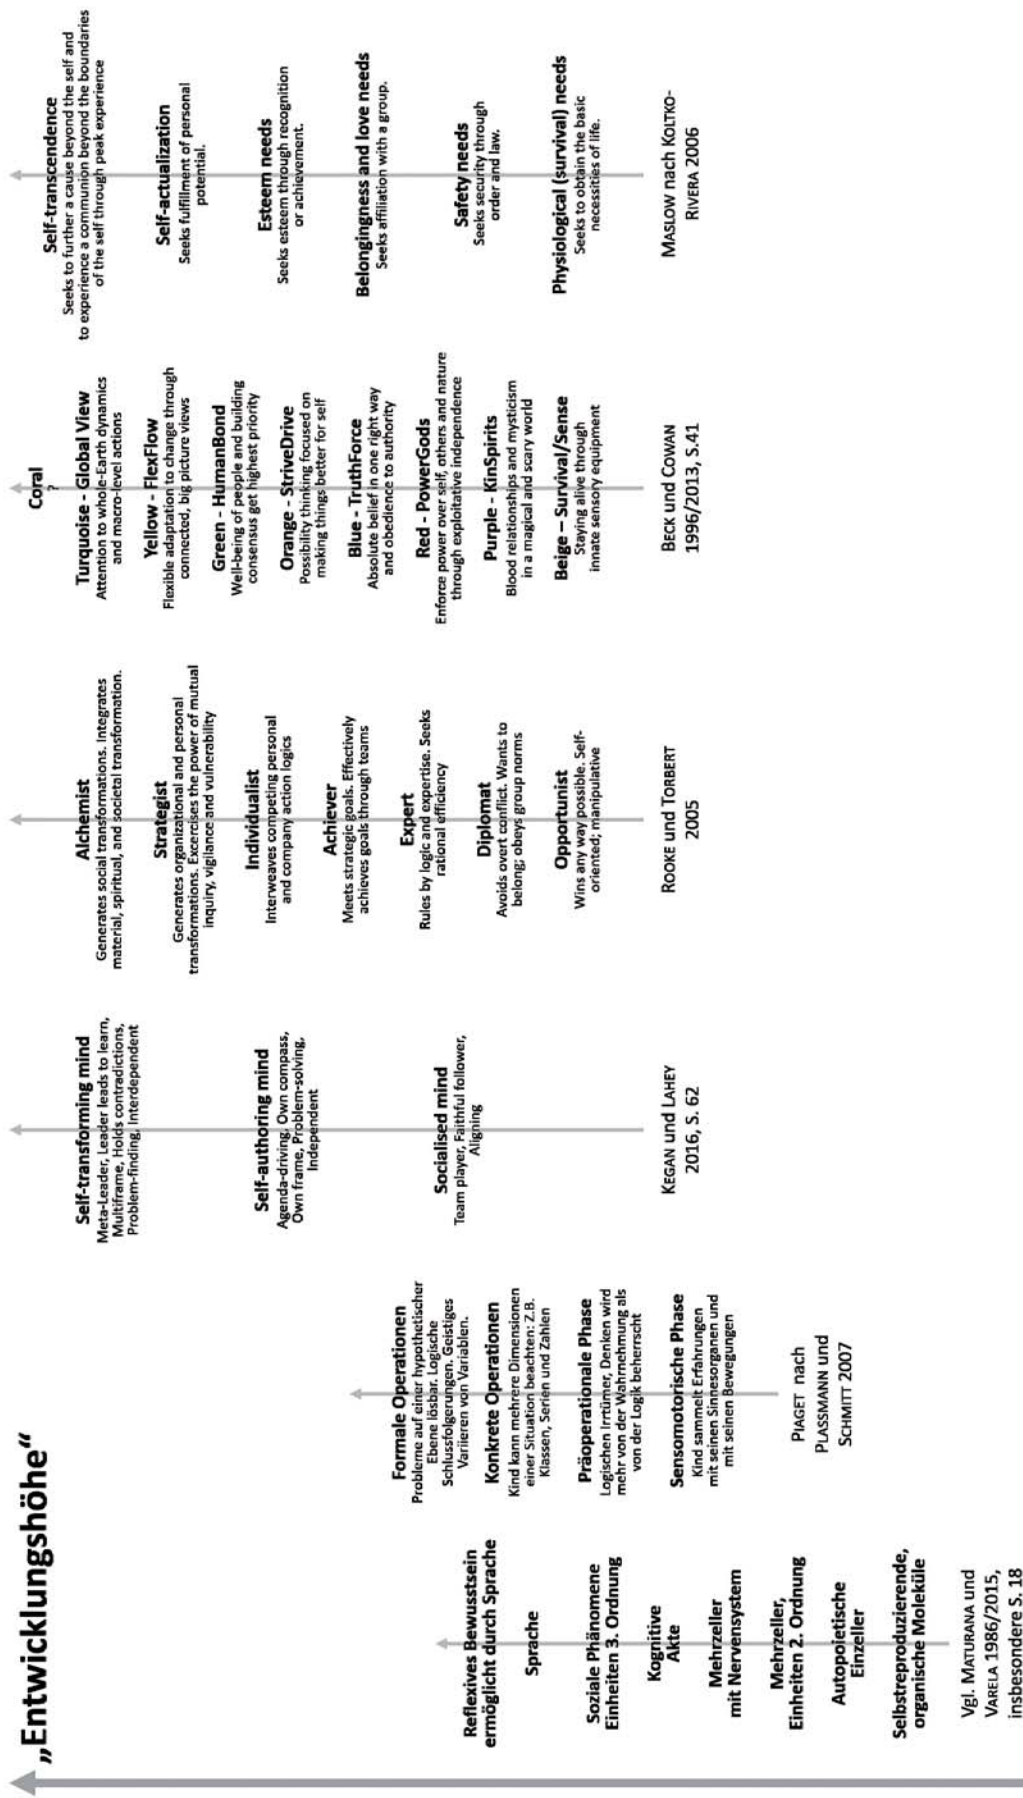 „Entwicklungshöhe“
Reflexives Bewusstsein
ermöglicht durch Sprache
Sprache
Soziale Phänomene
Einheiten 3. Ordnung
Kognitive
Akte
Mehrzeller
mit Nervensystem
Mehrzeller,
Einheiten 2. Ordnung
Autopoietische
Einzeller
Selbstreproduzierende,
organische Moleküle
Vgl. MATURANA und
VARELA 1986/2015,
insbesondere S. 18
Formale Operationen
Probleme auf einer hypothetischer
Ebene lösbar. Logische
Schlussfolgerungen. Geistiges
Variieren von Variablen.
Konkrete Operationen
Kind kann mehrere Dimensionen
einer Situation beachten: Z.B.
Klassen, Serien und Zahlen
Präoperationale Phase
Logischen Irrtümer, Denken wird
mehr von der Wahrnehmung als
von der Logik beherrscht
Sensomotorische Phase
Kind sammelt Erfahrungen
mit seinen Sinnesorganen und
mit seinen Bewegungen
PIAGET nach
PLASSMANN und
SCHMITT 2007
Self-transforming mind
Meta-Leader, Leader leads to learn,
Multiframe, Holds contradictions,
Problem-finding, Interdependent
Self-authoring mind
Agenda-driving, Own compass,
Own frame, Problem-solving,
Independent
Socialised mind
Team player, Faithful follower,
Aligning
KEGAN und LAHEY
2016, S. 62
Alchemist
Generates social transformations. Integrates
material, spiritual, and societal transformation.
Strategist
Generates organizational and personal
transformations. Excercises the power of mutual
inquiry, vigilance and vulnerability
Individualist
Interweaves competing personal
and company action logics
Achiever
Meets strategic goals. Effectively
achieves goals through teams
Expert
Rules by logic and expertise. Seeks
rational efficiency
Diplomat
Avoids overt conflict. Wants to
belong; obeys group norms
Opportunist
Wins any way possible. Self-
oriented; manipulative
ROOKE und TORBERT
2005
Coral
?
Turquoise - Global View
Attention to whole-Earth dynamics
and macro-level actions
Yellow - FlexFlow
Flexible adaptation to change through
connected, big picture views
Green - HumanBond
Well-being of people and building
consensus get highest priority
Orange - StriveDrive
Possibility thinking focused on
making things better for self
Blue - TruthForce
Absolute belief in one right way
and obedience to authority
Red - PowerGods
Enforce power over self, others and nature
through exploitative independence
Purple - KinSpirits
Blood relationships and mysticism
in a magical and scary world
Beige – Survival/Sense
Staying alive through
innate sensory equipment
BECK und COWAN
1996/2013, S.41
Self-transcendence
Seeks to further a cause beyond the self and
to experience a communion beyond the boundaries
of the self through peak experience
Self-actualization
Seeks fulfillment of personal
potential.
Esteem needs
Seeks esteem through recognition
or achievement.
Belongingness and love needs
Seeks affiliation with a group.
Safety needs
Seeks security through
order and law.
Physiological (survival) needs
Seeks to obtain the basic
necessities of life.
MASLOW nach KOLTKO-
RIVERA 2006